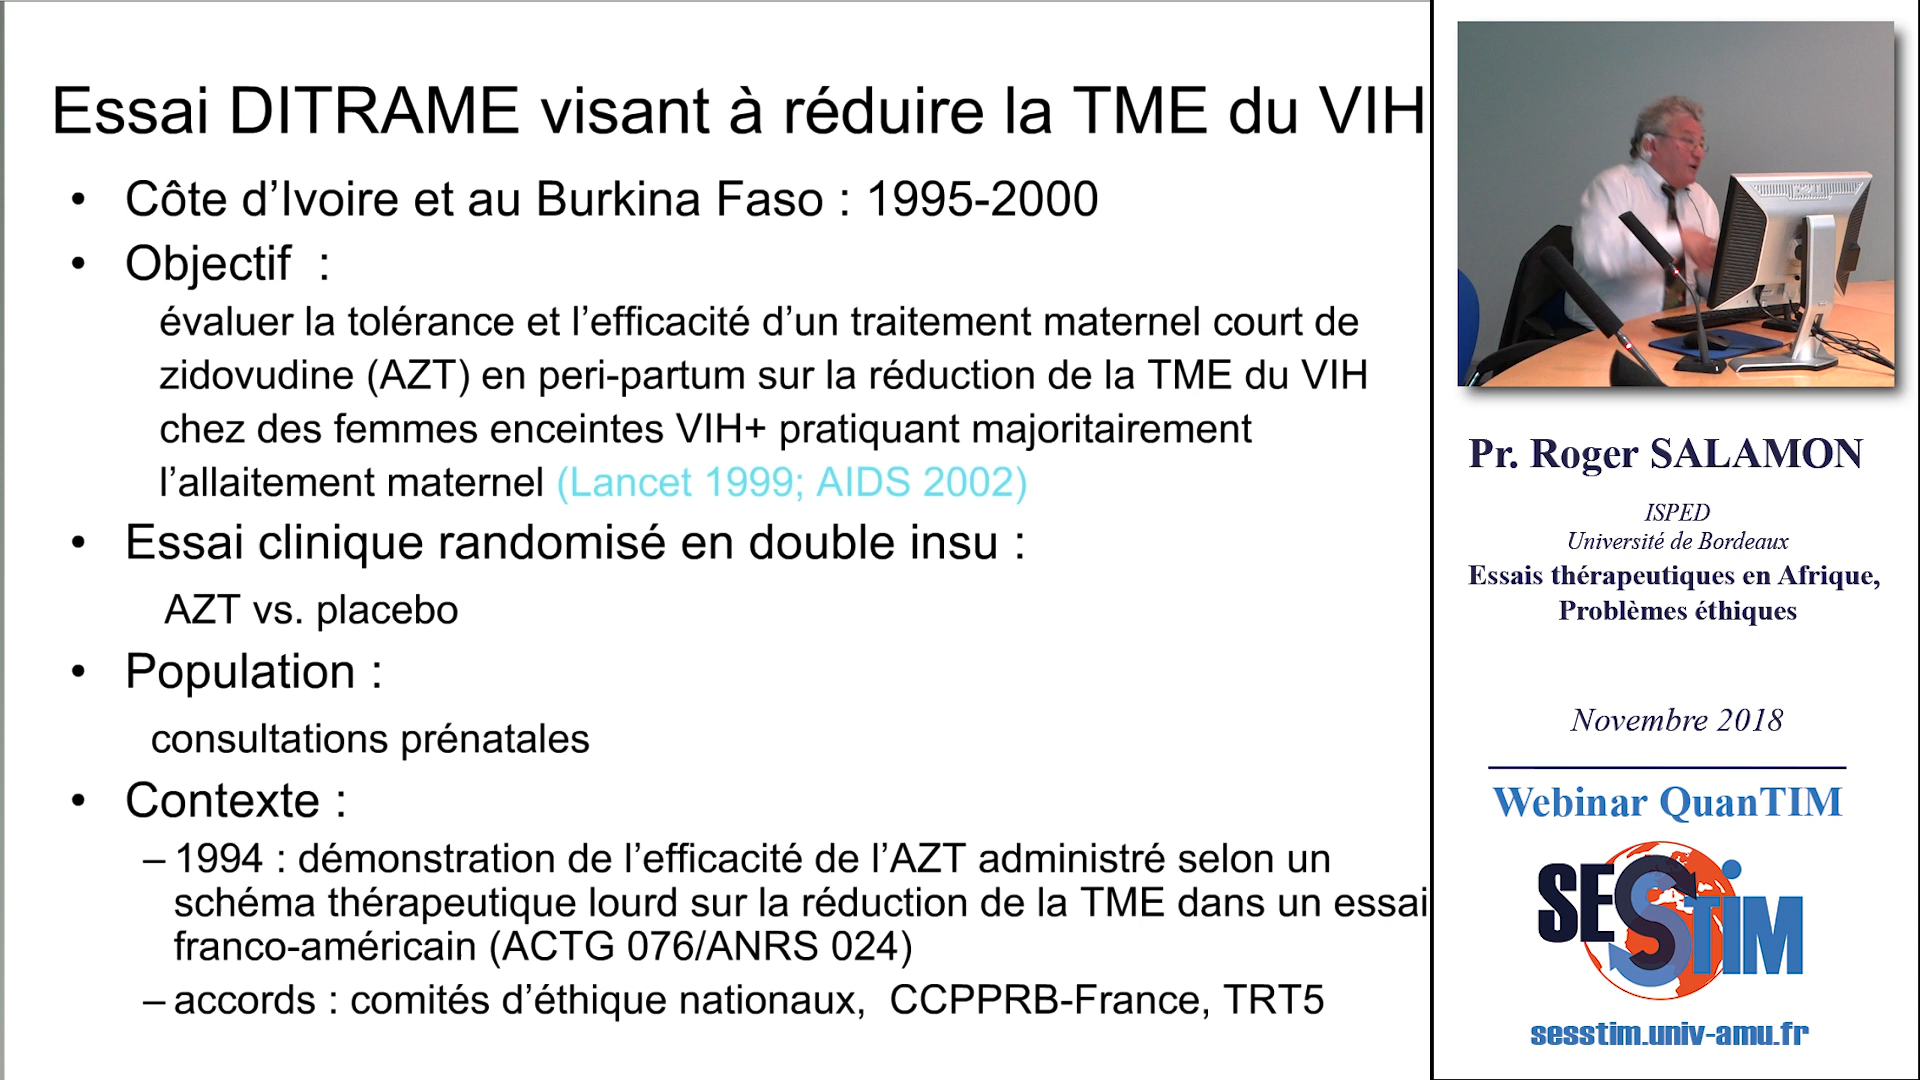 Essai DITRAME visant à réduire la TME du VIH
• Côte d’Ivoire et au Burkina Faso : 1995-2000
• Objectif :
évaluer la tolérance et l’efficacité d’un traitement maternel court de
zidovudine (AZT) en peri-partum sur la réduction de la TME du VIH
chez des femmes enceintes VIH+ pratiquant majoritairement
l’allaitement maternel (Lancet 1999; AIDS 2002)
• Essai clinique randomisé en double insu :
AZT vs. placebo
• Population :
consultations prénatales
• Contexte :
– 1994 : démonstration de l’efficacité de l’AZT administré selon un
schéma thérapeutique lourd sur la réduction de la TME dans un essai
franco-américain (ACTG 076/ANRS 024)
– accords : comités d’éthique nationaux, CCPPRB-France, TRT5
Pr. Roger SALAMON
ISPED
Université de Bordeaux
Essais thérapeutiques en Afrique,
Problèmes éthiques
Novembre 2018
Webinar QuanTIM
SESSTIM
sesstim.univ-amu.fr